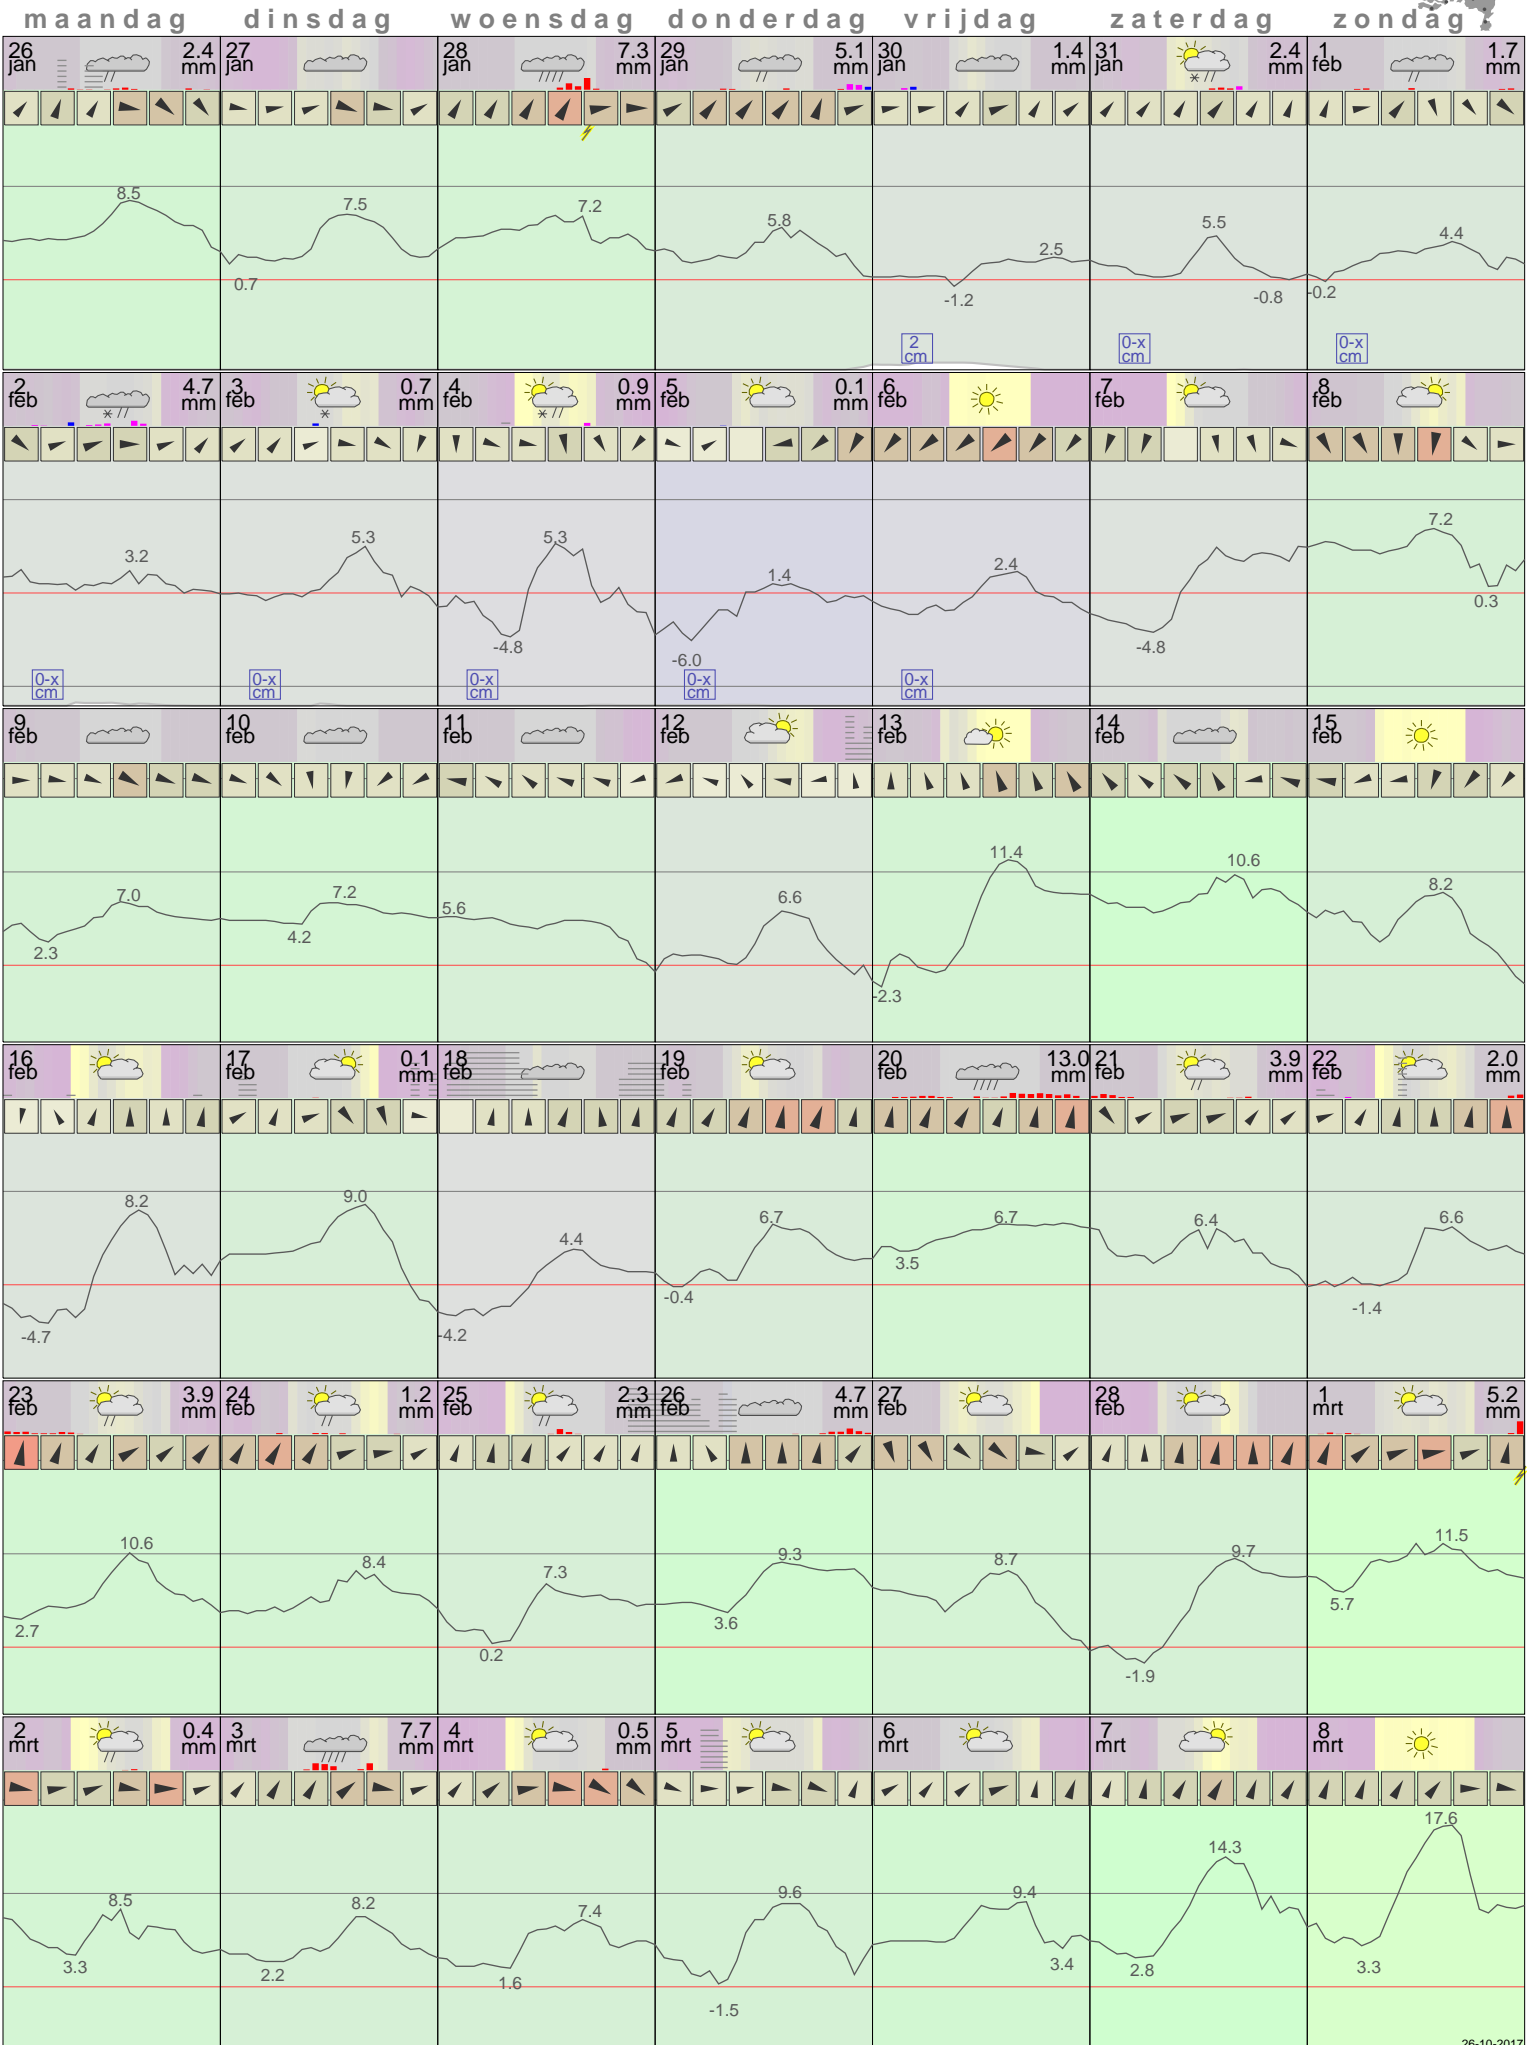 maandag dinsdag woensdag donderdag vrijdag zaterdag zondag
26 2.4 27 28 7.3 29 5.1 30 1.4 31 2.4 1 1.7
jan mm jan jan mm jan mm jan mm jan mm feb mm
8.5 7.5 7.2 5.8 2.5 5.5 4.4
0.7 -1.2 -0.8 -0.2
2 0-x 0-x
cm cm cm
2 4.7 3 0.7 4 0.9 5 0.1 6 7 8
feb mm feb mm feb mm feb mm feb feb feb
3.2 5.3 5.3 1.4 2.4 7.2
-4.8 -6.0 -4.8 0.3
0-x 0-x 0-x 0-x 0-x
cm cm cm cm cm
9 10 11 12 13 14 15
feb feb feb feb feb feb feb
7.0 7.2 5.6 6.6 11.4 10.6 8.2
2.3 4.2 -2.3
16 17 0.1 18 19 20 13.0 21 3.9 22 2.0
feb feb mm feb feb feb mm feb mm feb mm
8.2 9.0 4.4 6.7 6.7 6.4 6.6
-4.7 -4.2 -0.4 3.5 -1.4
23 3.9 24 1.2 25 2.3 26 4.7 27 28 1 5.2
feb mm feb mm feb mm feb mm feb feb mrt mm
10.6 8.4 7.3 9.3 8.7 9.7 11.5
2.7 0.2 3.6 -1.9 5.7
2 0.4 3 7.7 4 0.5 5 6 7 8
mrt mm mrt mm mrt mm mrt mrt mrt mrt
8.5 8.2 7.4 9.6 9.4 14.3 17.6
3.3 2.2 1.6 -1.5 3.4 2.8 3.3
26-10-2017